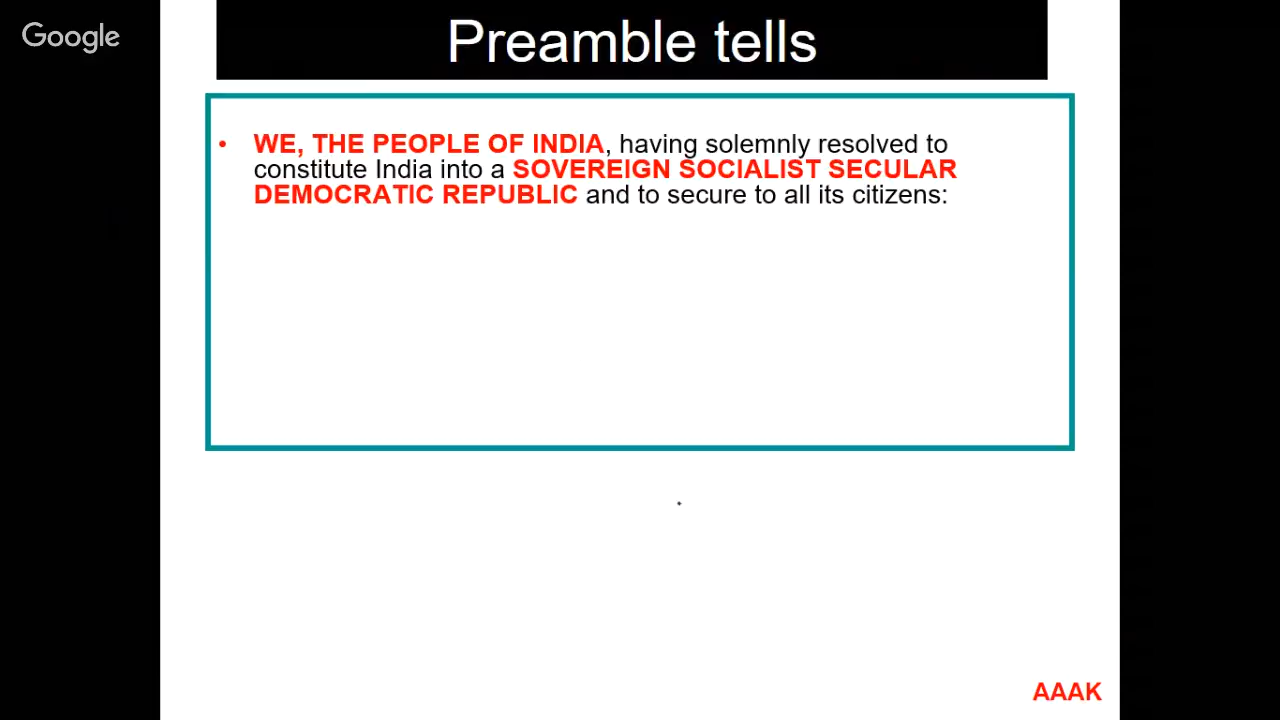 Google
Preamble tells
• WE, THE PEOPLE OF INDIA, having solemnly resolved to
constitute India into a SOVEREIGN SOCIALIST SECULAR
DEMOCRATIC REPUBLIC and to secure to all its citizens:
AAAK